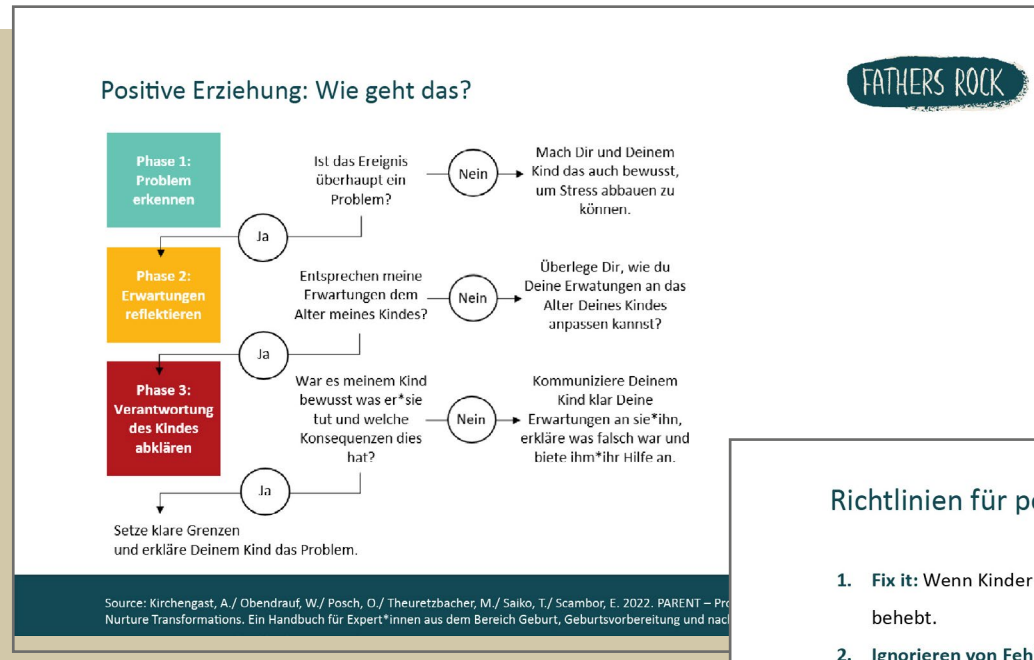 Positive Erziehung: Wie geht das?
FATHERS ROCK
Phase 1:
Problem
erkennen
Ist das Ereignis
überhaupt ein
Problem?
Nein
Mach Dir und Deinem
Kind das auch bewusst,
um Stress abbauen zu
können.
Ja
Phase 2:
Erwartungen
reflektieren
Entsprechen meine
Erwartungen dem
Alter meines Kindes?
Nein
Überlege Dir, wie du
Deine Erwatungen an das
Alter Deines Kindes
anpassen kannst?
Ja
Phase 3:
Verantwortung
des Kindes
abklären
War es meinem Kind
bewusst was er*sie
tut und welche
Konsequenzen dies
hat?
Nein
Kommuniziere Deinem
Kind klar Deine
Erwartungen an sie*ihn,
erkläre was falsch war und
biete ihm*ihr Hilfe an.
Ja
Setze klare Grenzen
und erkläre Deinem Kind das Problem.
Source: Kirchengast, A./ Obendrauf, W./ Posch, O./ Theuretzbacher, M./ Saiko, T./ Scambor, E. 2022. PARENT –
Nurture Transformations. Ein Handbuch für Expert*innen aus dem Bereich Geburt, Geburtsvorbereitung und
Richtlinien für
1. Fix it: Wenn Kinder
behebt.
2. Ignorieren von